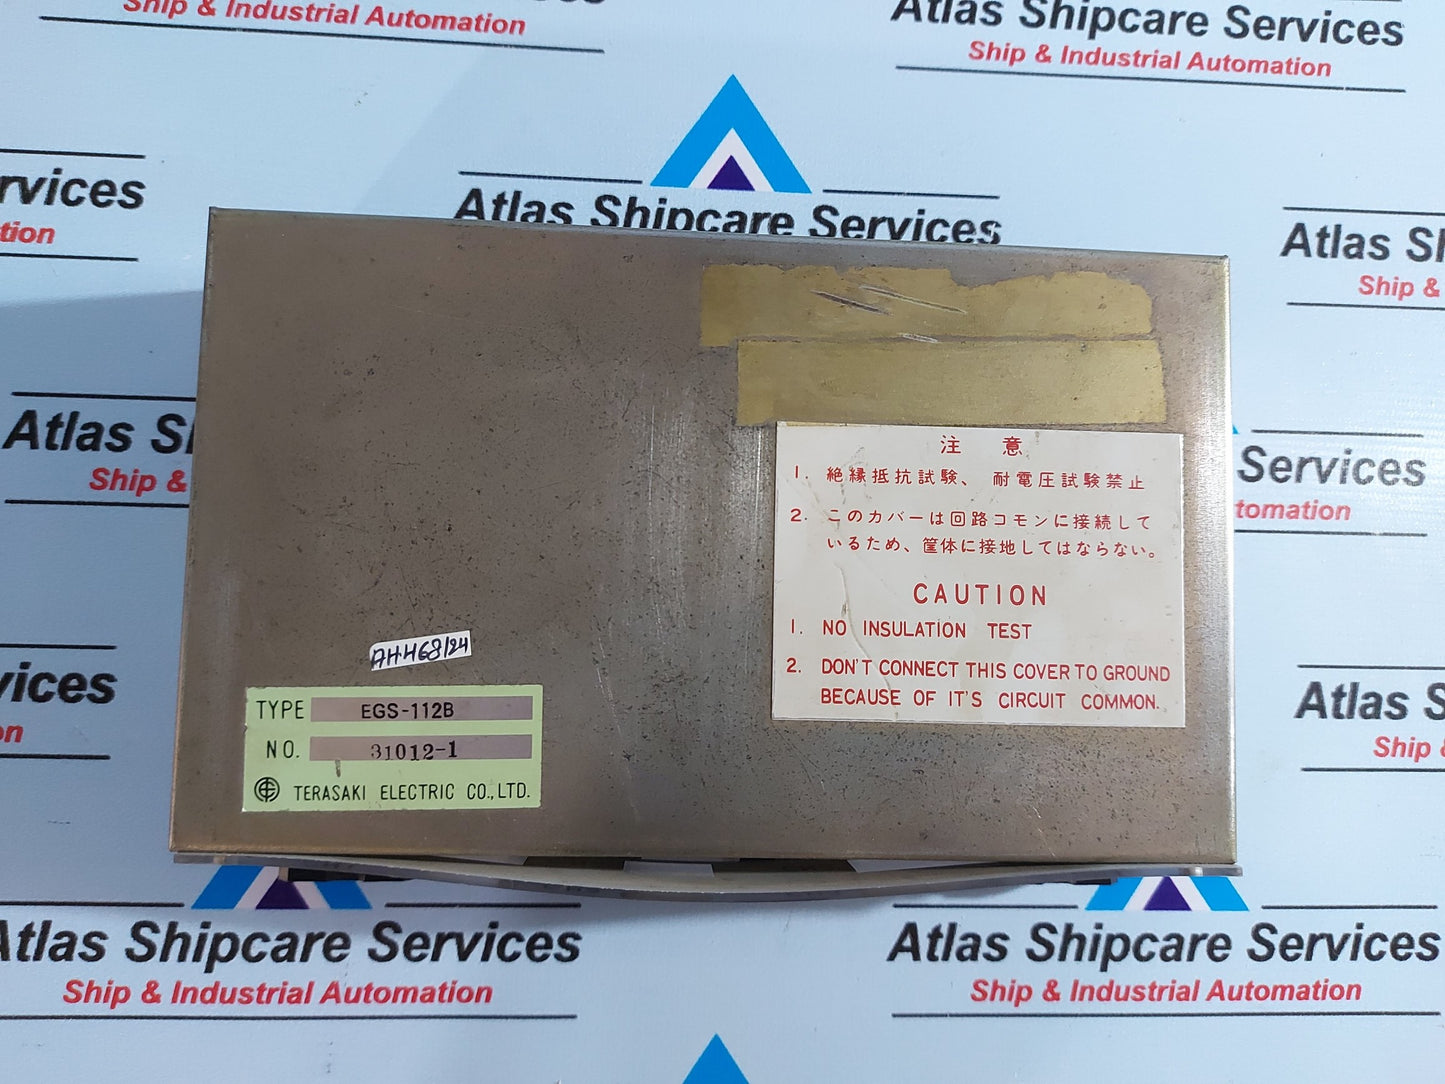 Ship & Industrial Automation
Atlas Shipcare Services
Ship & Industrial Automation
rvices
tion
Atlas Shipcare Services
Atlas Sh
Ship &
Atlas S
Ship &
Services
tomation
注 意
1. 絶縁抵抗試験、耐電圧試験禁止
2. このカバーは回路コモンに接続して
いるため、筐体に接地してはならない。
CAUTION
1. NO INSULATION TEST
2. DON'T CONNECT THIS COVER TO GROUND
BECAUSE OF IT'S CIRCUIT COMMON.
TYPE EGS-112B
NO. 31012-1
TERASAKI ELECTRIC CO., LTD.
vices
n
Atlas S
Ship &
Atlas Shipcare Services
Ship & Industrial Automation
Atlas Shipcare Services
Ship & Industrial Automation